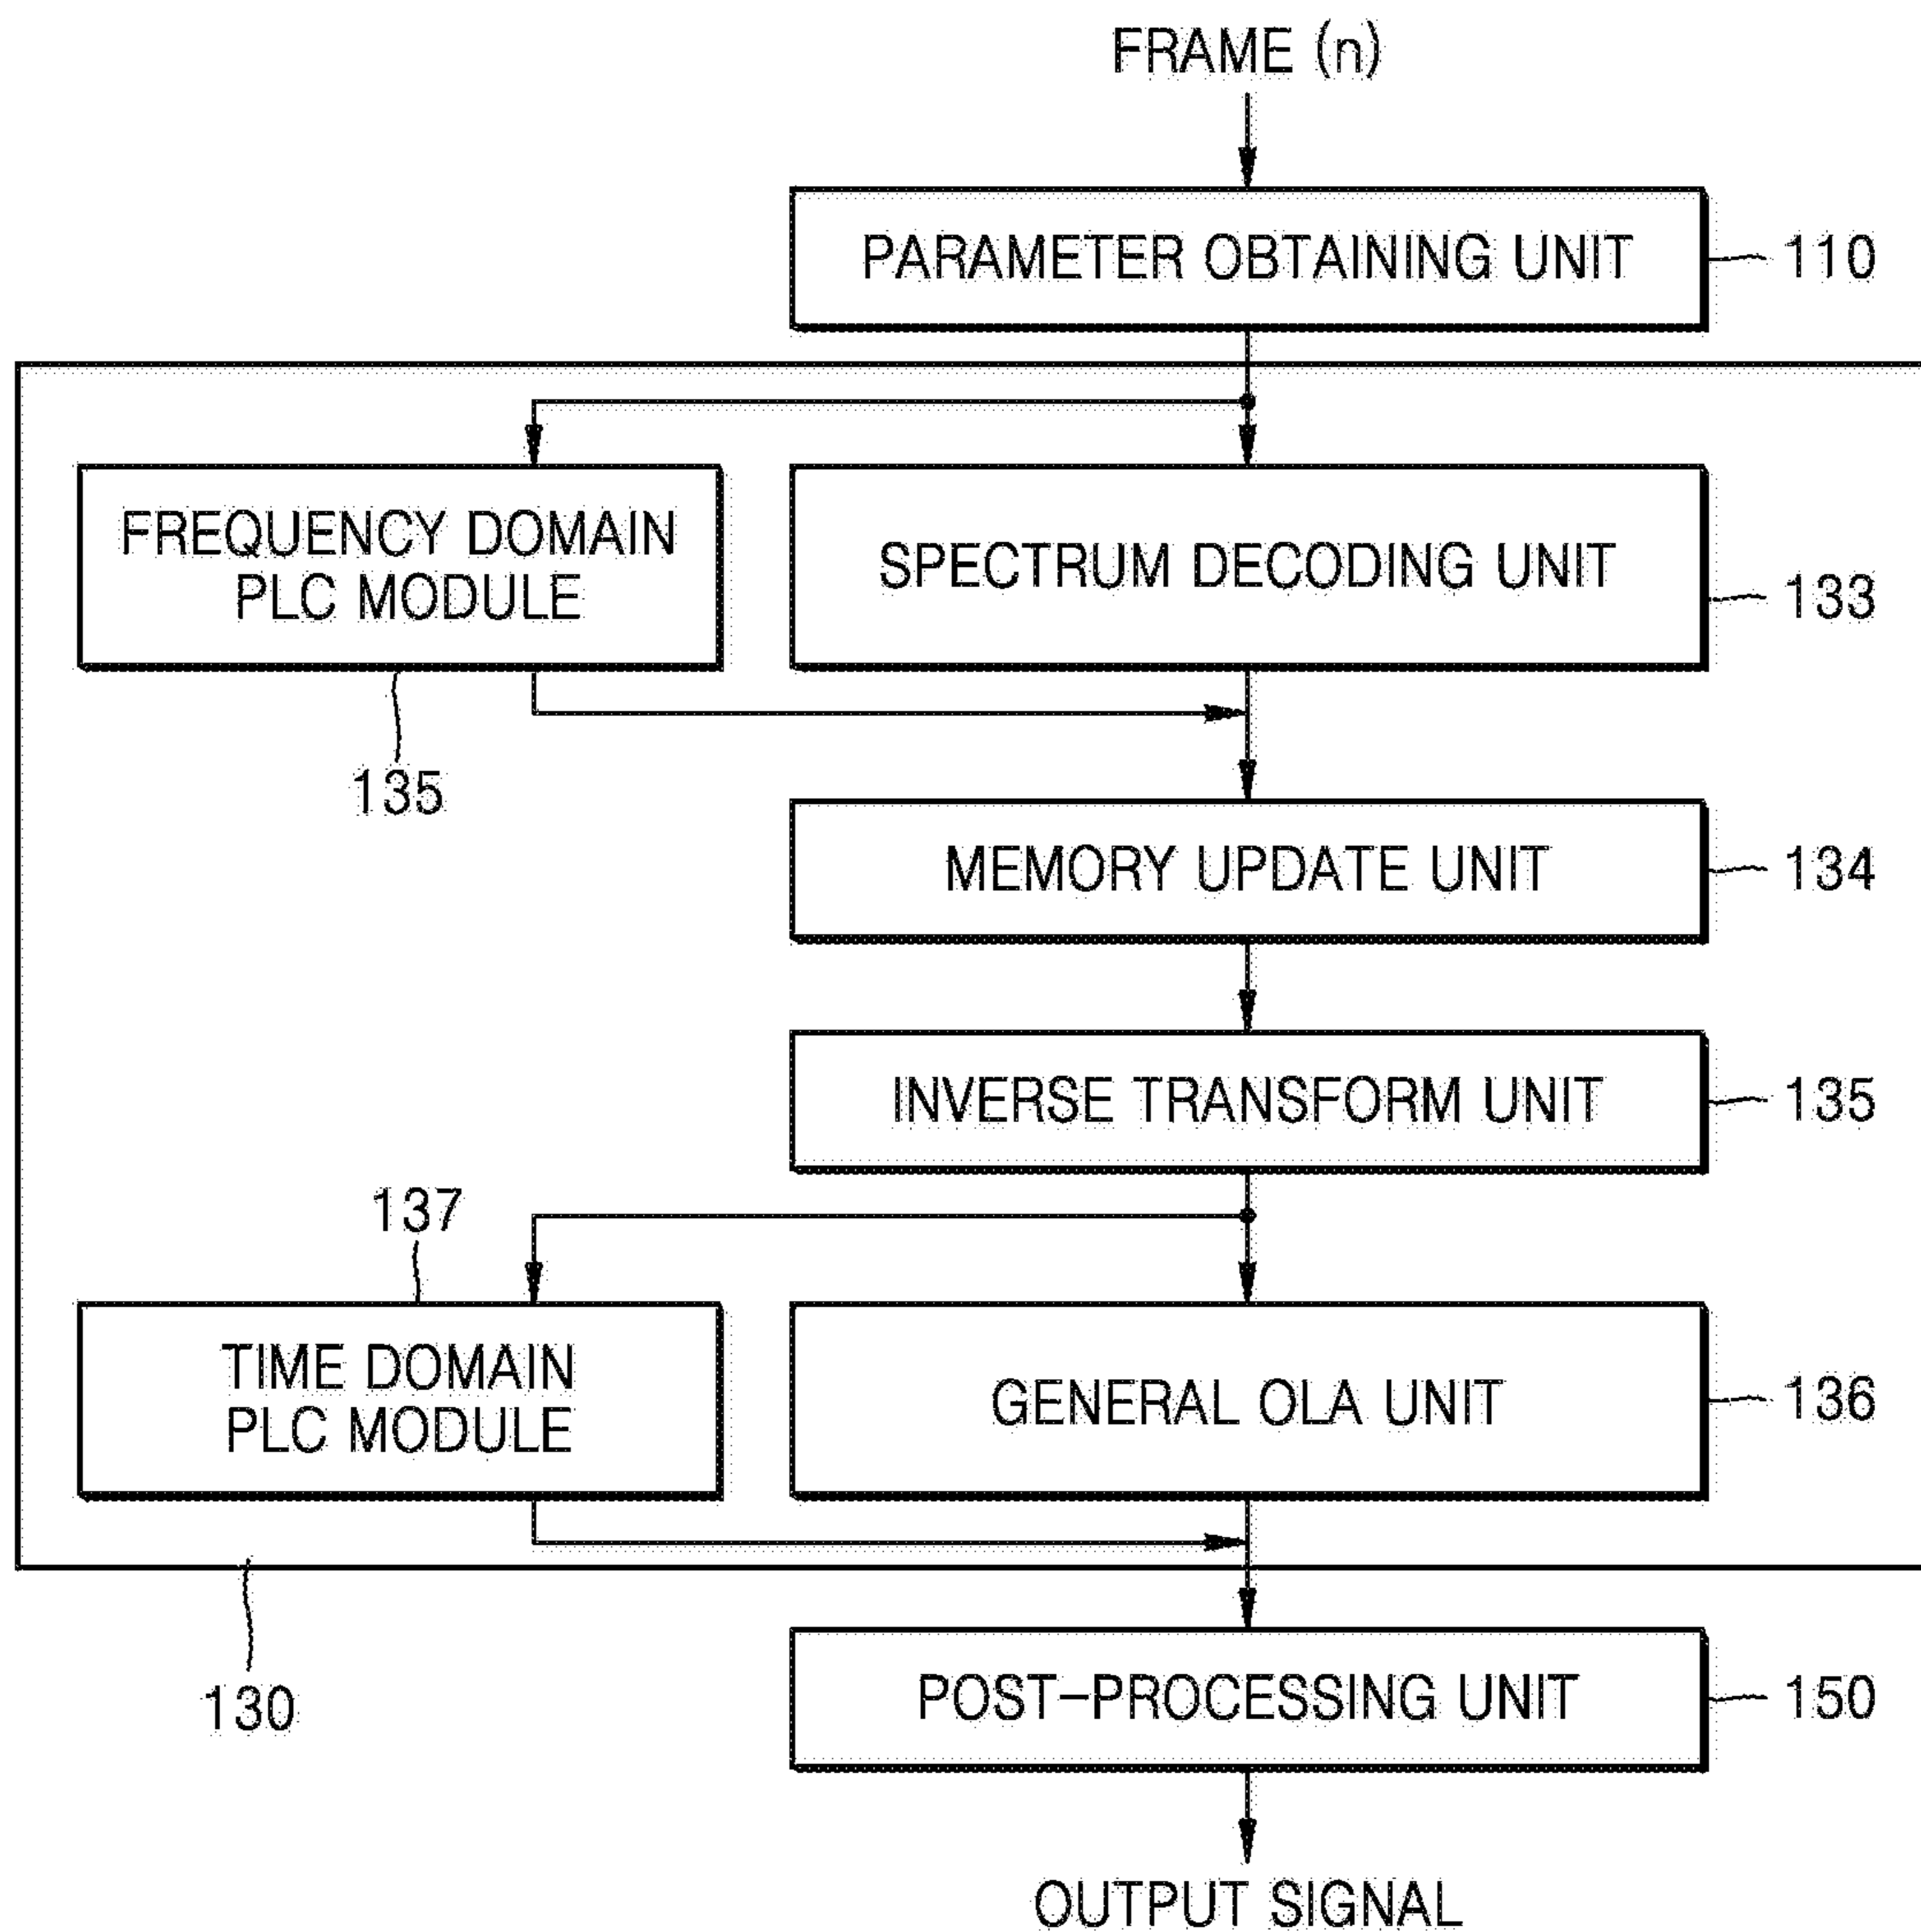 FRAME (n)
PARAMETER OBTAINING UNIT
110
FREQUENCY DOMAIN
PLC MODULE
135
SPECTRUM DECODING UNIT
133
MEMORY UPDATE UNIT
134
INVERSE TRANSFORM UNIT
135
137
TIME DOMAIN
PLC MODULE
GENERAL OLA UNIT
136
130
POST-PROCESSING UNIT
150
OUTPUT SIGNAL